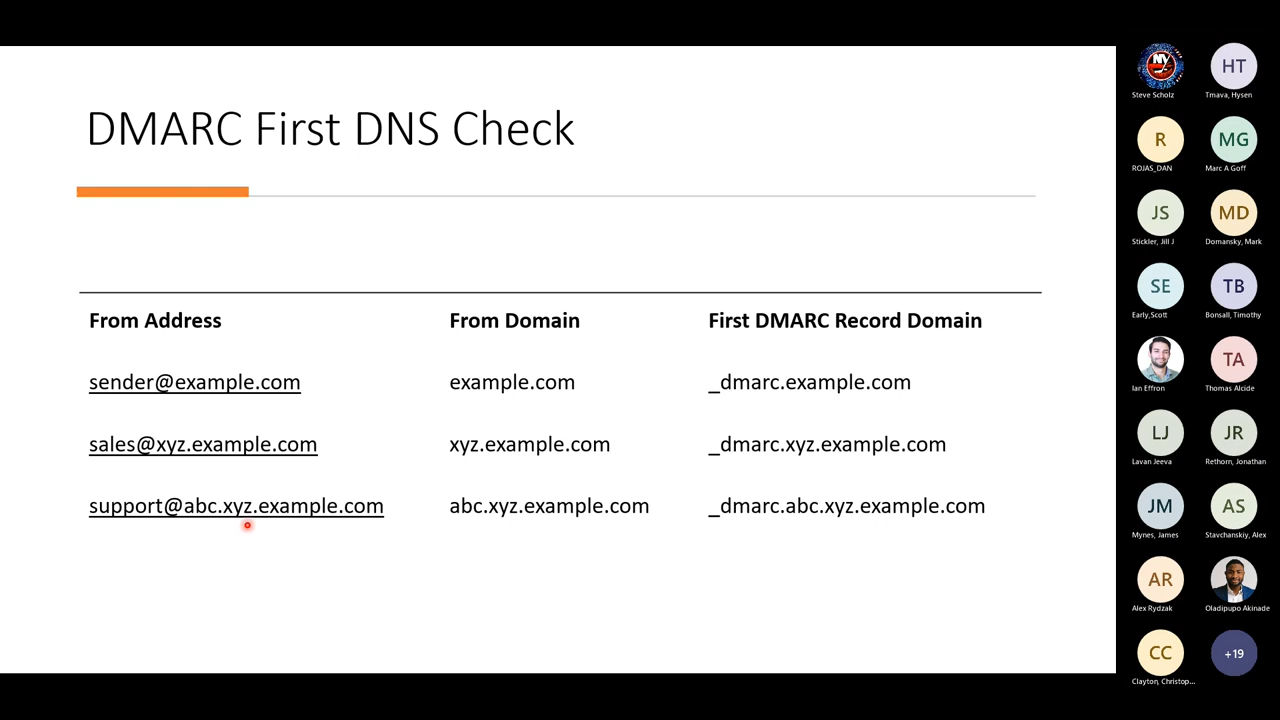 DMARC First DNS Check
From Address From Domain First DMARC Record Domain
sender@example.com example.com _dmarc.example.com
sales@xyz.example.com xyz.example.com _dmarc.xyz.example.com
support@abc.xyz.example.com abc.xyz.example.com _dmarc.abc.xyz.example.com
NY
HT
Steve Scholz Tmava, Hysen
R MG
ROJAS_DAN Marc A Goff
JS MD
Stickler, Jill J Domansky, Mark
SE TB
Early,Scott Bonsall, Timothy
TA
Ian Effron Thomas Alcide
LJ JR
Lavan Jeeva Rethorn, Jonathan
JM AS
Mynes, James Stavchanskiy, Alex
AR
Alex Rydzak Oladipupo Akinade
CC +19
Clayton, Christop...